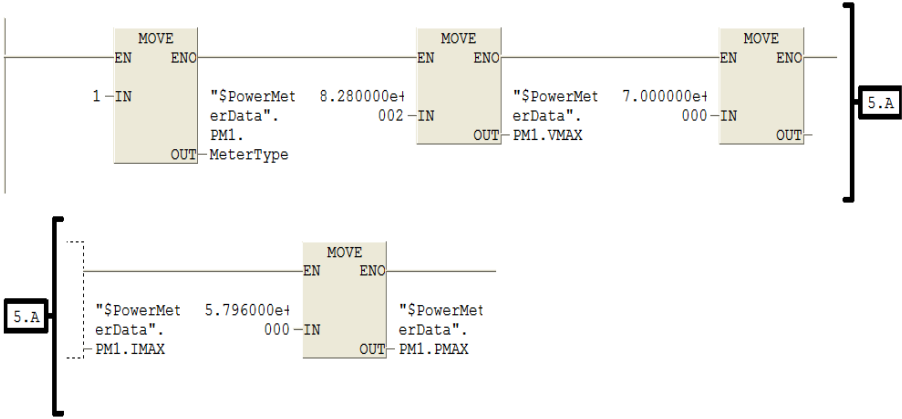 MOVE
EN ENO
1 IN
"$PowerMet
erData".
PM1.
OUT MeterType
MOVE
EN ENO
8.280000e+
002 IN
"$PowerMet
erData".
OUT PM1.VMAX
MOVE
EN ENO
7.000000e+
000 IN
OUT
5.A
5.A
"$PowerMet
erData".
PM1.IMAX
MOVE
EN ENO
5.796000e+
000 IN
"$PowerMet
erData".
OUT PM1.PMAX